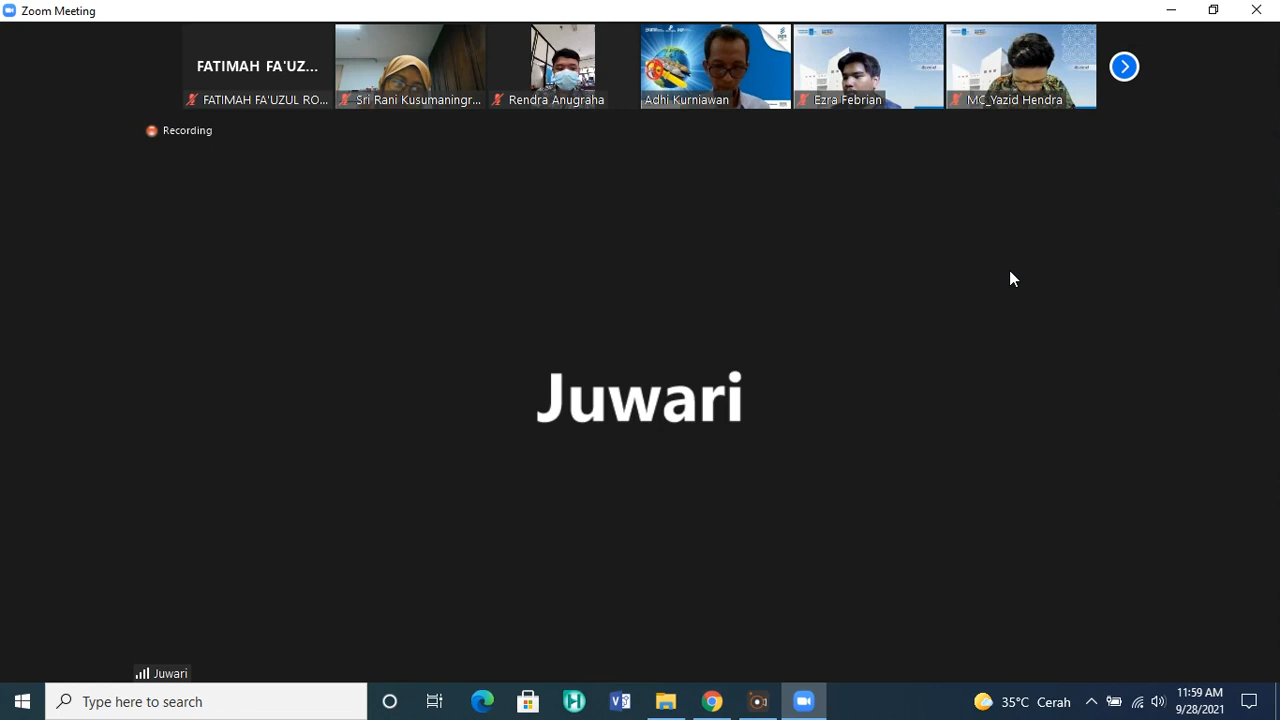 Zoom Meeting
FATIMAH FA'UZ...
FATIMAH FA'UZUL RO...
Sri Rani Kusumaningr...
Rendra Anugraha
Adhi Kurniawan
Ezra Febrian
MC_Yazid Hendra
Recording
Juwari
Juwari
Type here to search
35°C Cerah
11:59 AM
9/28/2021